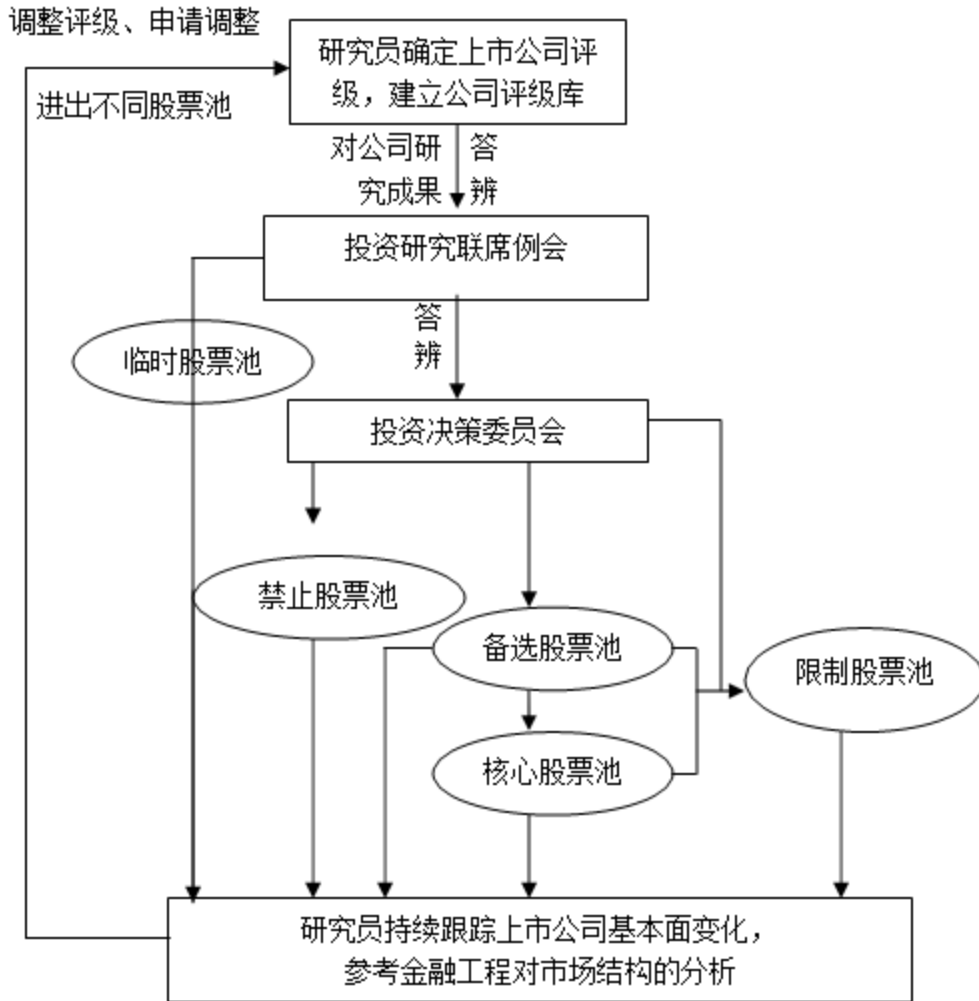 调整评级、申请调整
进出不同股票池
研究员确定上市公司评
级，建立公司评级库
对公司研
究成果
答
辨
投资研究联席例会
答
辨
临时股票池
投资决策委员会
禁止股票池
备选股票池
限制股票池
核心股票池
研究员持续跟踪上市公司基本面变化，
参考金融工程对市场结构的分析